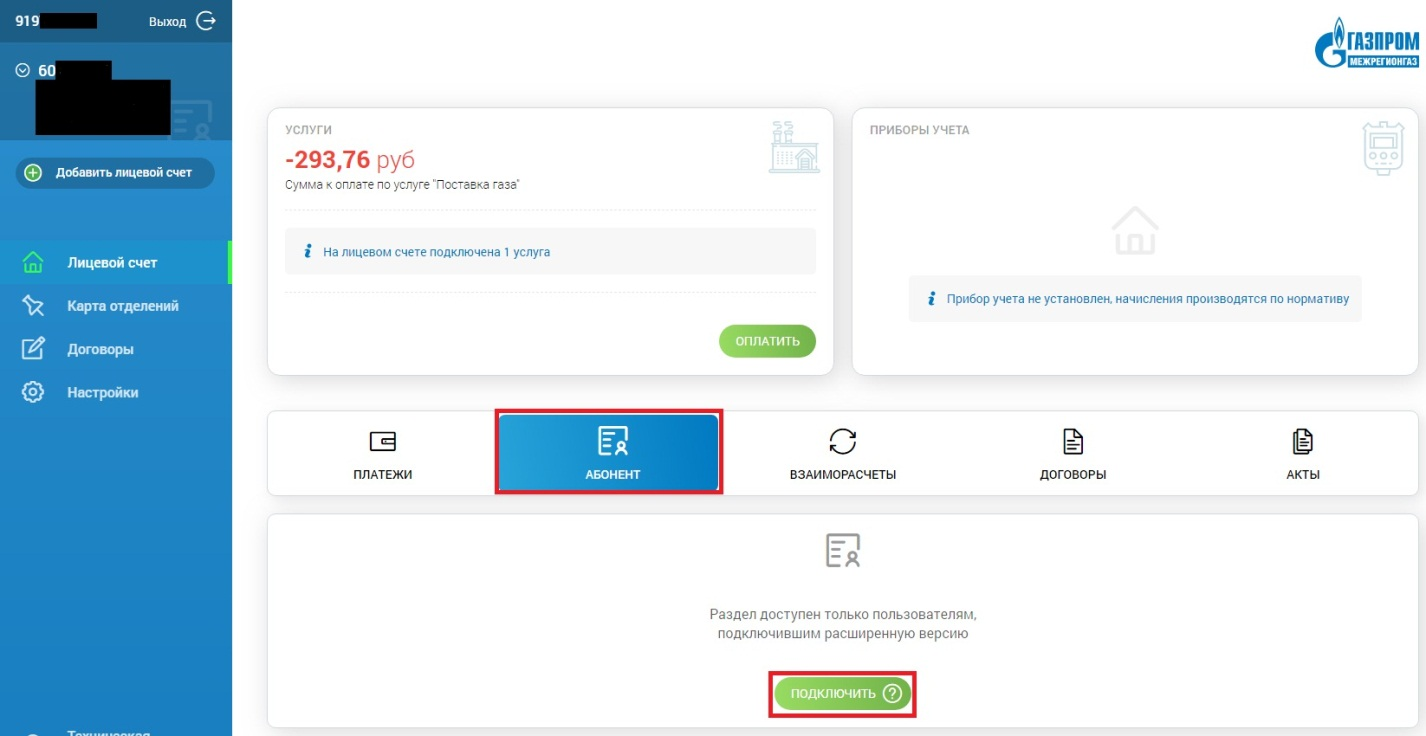 919
Выход
60
Добавить лицевой счет
Лицевой счет
Карта отделений
Договоры
Настройки
ГАЗПРОМ
МЕЖРЕГИОНГАЗ
УСЛУГИ
-293,76 руб
Сумма к оплате по услуге "Поставка газа"
На лицевом счете подключена 1 услуга
ОПЛАТИТЬ
ПРИБОРЫ УЧЕТА
Прибор учета не установлен, начисления производятся по нормативу
ПЛАТЕЖИ
АБОНЕНТ
ВЗАИМОРАСЧЕТЫ
ДОГОВОРЫ
АКТЫ
Раздел доступен только пользователям,
подключившим расширенную версию
ПОДКЛЮЧИТЬ